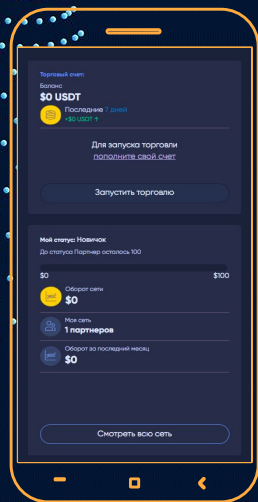 Торговый счет:
Баланс
$0 USDT
Последние 7 дней
+$0 USDT ↑
Для запуска торговли
пополните свой счет
Запустить торговлю
Мой статус: Новичок
До статуса Партнер осталось 100
$0 $100
Оборот сети
$0
Моя сеть
1 партнеров
Оборот за последний месяц
$0
Смотреть всю сеть